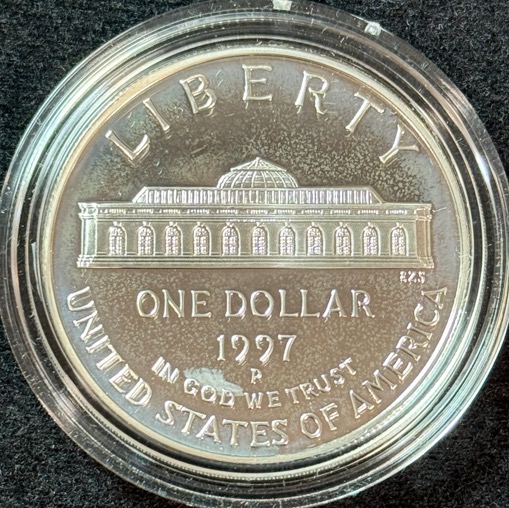 LIBERTY
EZS
ONE DOLLAR
1997
P
IN GOD WE TRUST
UNITED STATES OF AMERICA